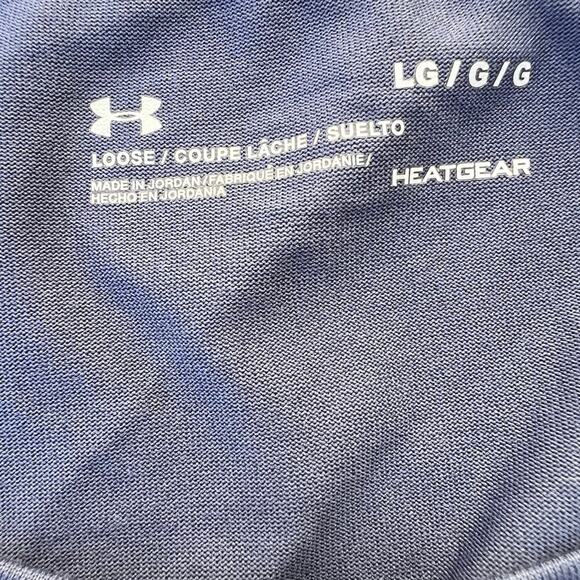 LG / G / G
LOOSE / COUPE LÂCHE / SUELTO
MADE IN JORDAN / FABRIQUÉ EN JORDANIE /
HECHO EN JORDANIA
HEATGEAR